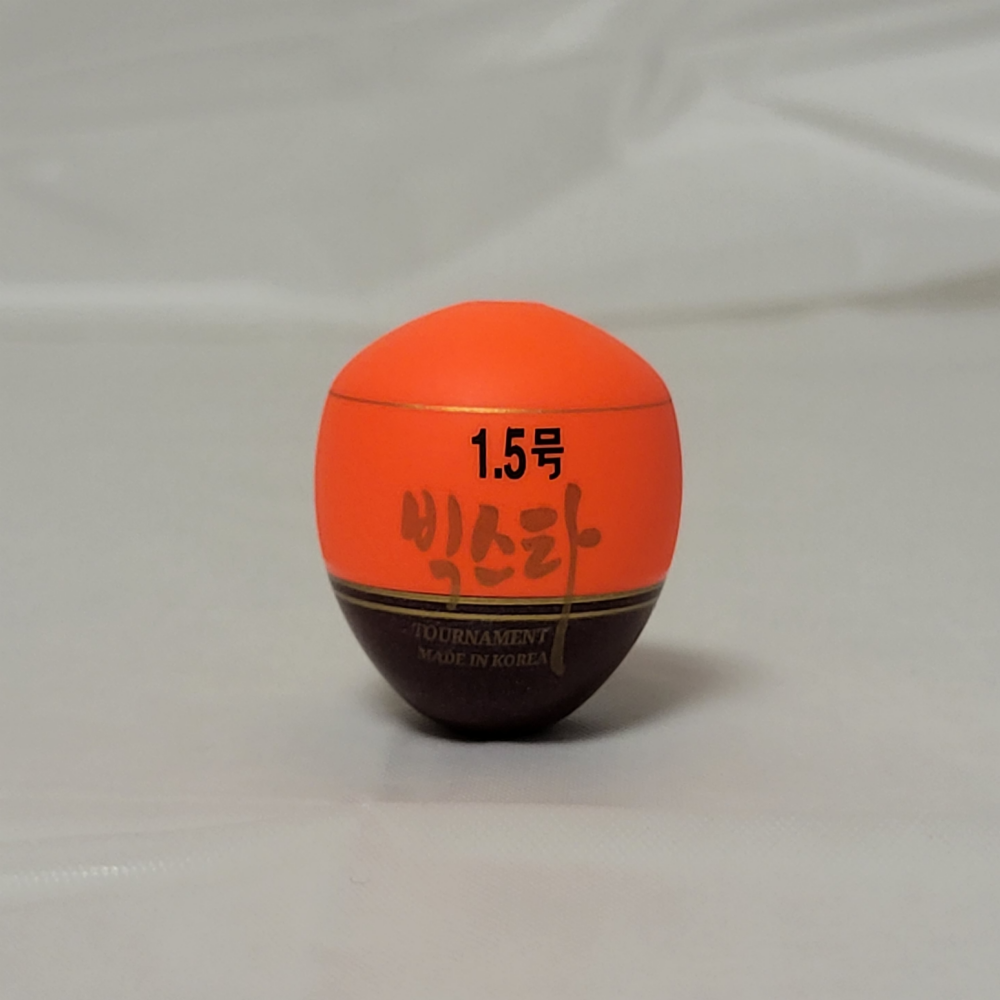 1.5号
빅스타
TOURNAMENT
MADE IN KOREA